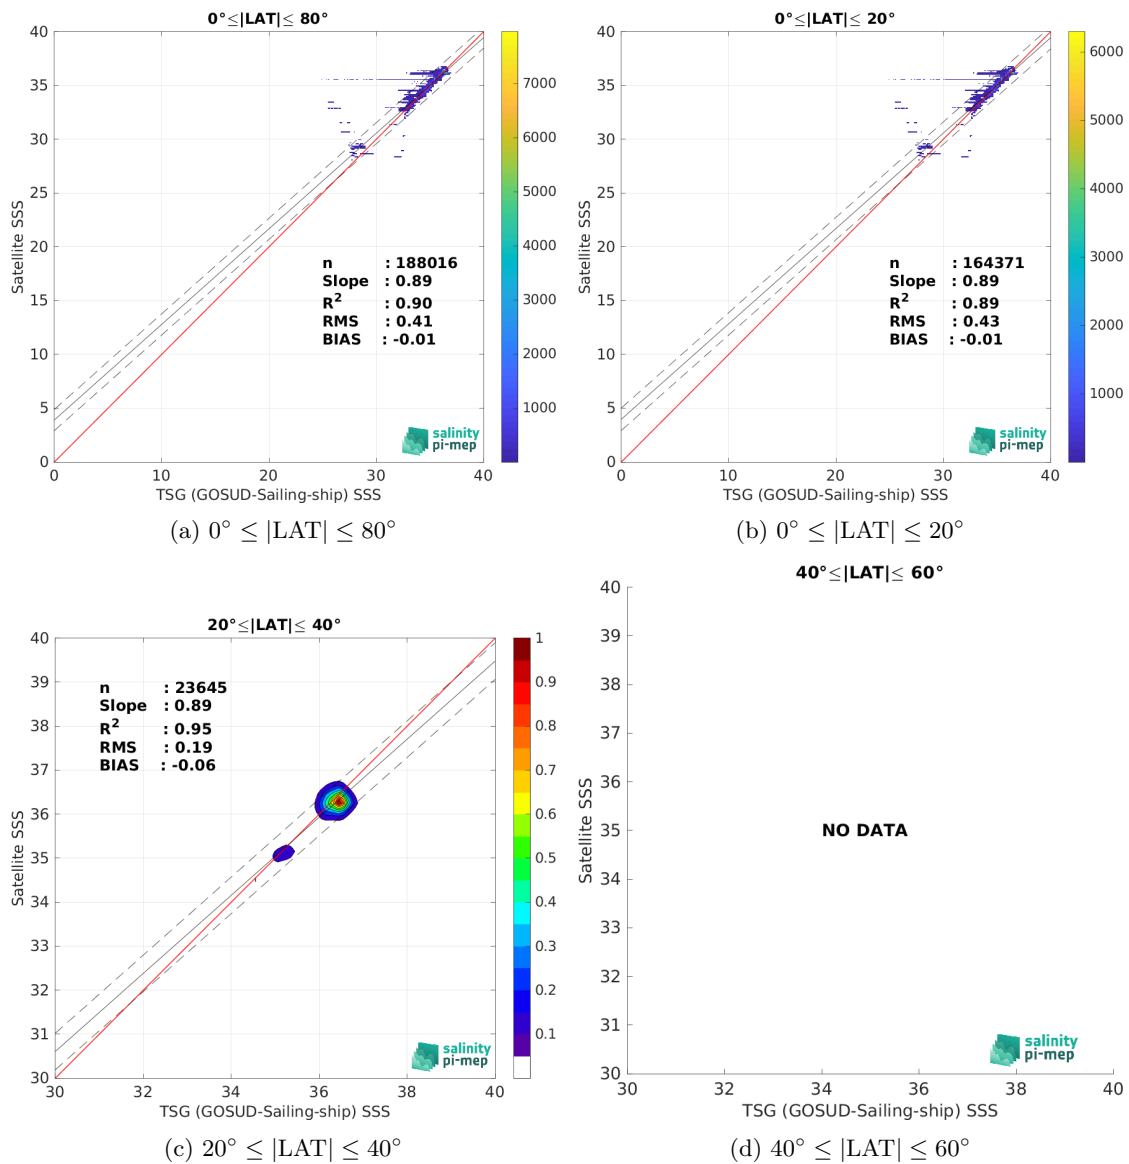 0°≤|LAT|≤ 80°
40
35
30
25
20
15
10
5
0
Satellite SSS
n : 188016
Slope : 0.89
R² : 0.90
RMS : 0.41
BIAS : -0.01
salinity
pi-mep
0 10 20 30 40
TSG (GOSUD-Sailing-ship) SSS
7000
6000
5000
4000
3000
2000
1000
(a) 0° ≤ |LAT| ≤ 80°
0°≤|LAT|≤ 20°
40
35
30
25
20
15
10
5
0
Satellite SSS
n : 164371
Slope : 0.89
R² : 0.89
RMS : 0.43
BIAS : -0.01
salinity
pi-mep
0 10 20 30 40
TSG (GOSUD-Sailing-ship) SSS
6000
5000
4000
3000
2000
1000
(b) 0° ≤ |LAT| ≤ 20°
20°≤|LAT|≤ 40°
40
39
38
37
36
35
34
33
32
31
30
Satellite SSS
n : 23645
Slope : 0.89
R² : 0.95
RMS : 0.19
BIAS : -0.06
salinity
pi-mep
30 32 34 36 38 40
TSG (GOSUD-Sailing-ship) SSS
1
0.9
0.8
0.7
0.6
0.5
0.4
0.3
0.2
0.1
(c) 20° ≤ |LAT| ≤ 40°
40°≤|LAT|≤ 60°
40
39
38
37
36
35
34
33
32
31
30
Satellite SSS
NO DATA
salinity
pi-mep
30 32 34 36 38 40
TSG (GOSUD-Sailing-ship) SSS
(d) 40° ≤ |LAT| ≤ 60°